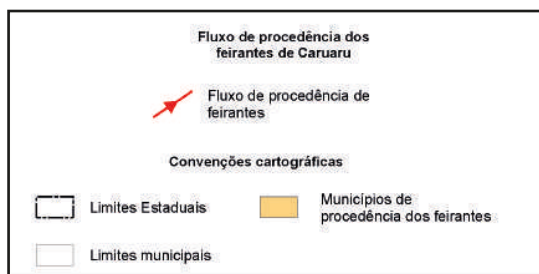 Fluxo de procedência dos
feirantes de Caruaru
Fluxo de procedência de
feirantes
Convenções cartográficas
Limites Estaduais
Municípios de
procedência dos feirantes
Limites municipais